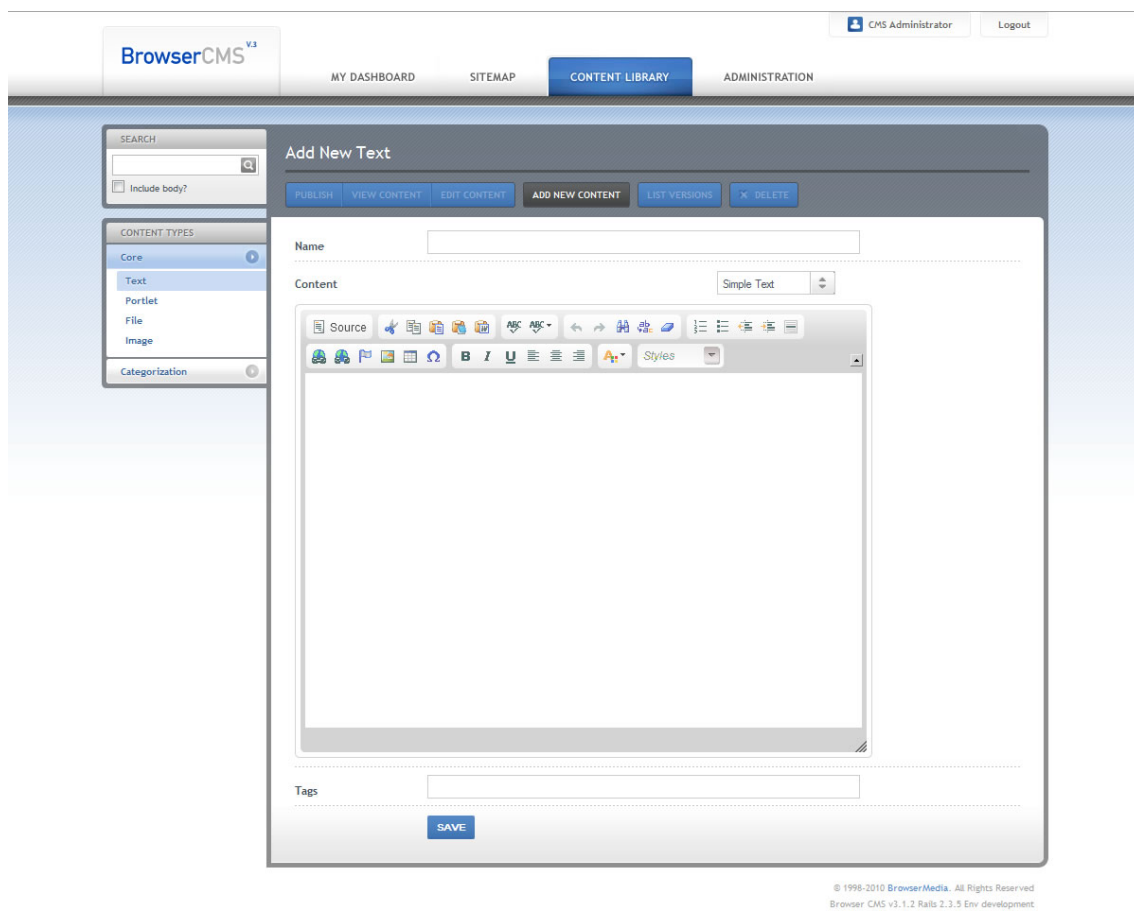 CMS Administrator Logout
BrowserCMS V.3
MY DASHBOARD SITEMAP CONTENT LIBRARY ADMINISTRATION
SEARCH
Include body?
CONTENT TYPES
Core
Text
Portlet
File
Image
Categorization
Add New Text
PUBLISH VIEW CONTENT EDIT CONTENT ADD NEW CONTENT LIST VERSIONS X DELETE
Name
Content Simple Text
Source ABC ABC
Ω B I U A Styles
Tags
SAVE
© 1998-2010 BrowserMedia. All Rights Reserved
Browser CMS v3.1.2 Rails 2.3.5 Env development